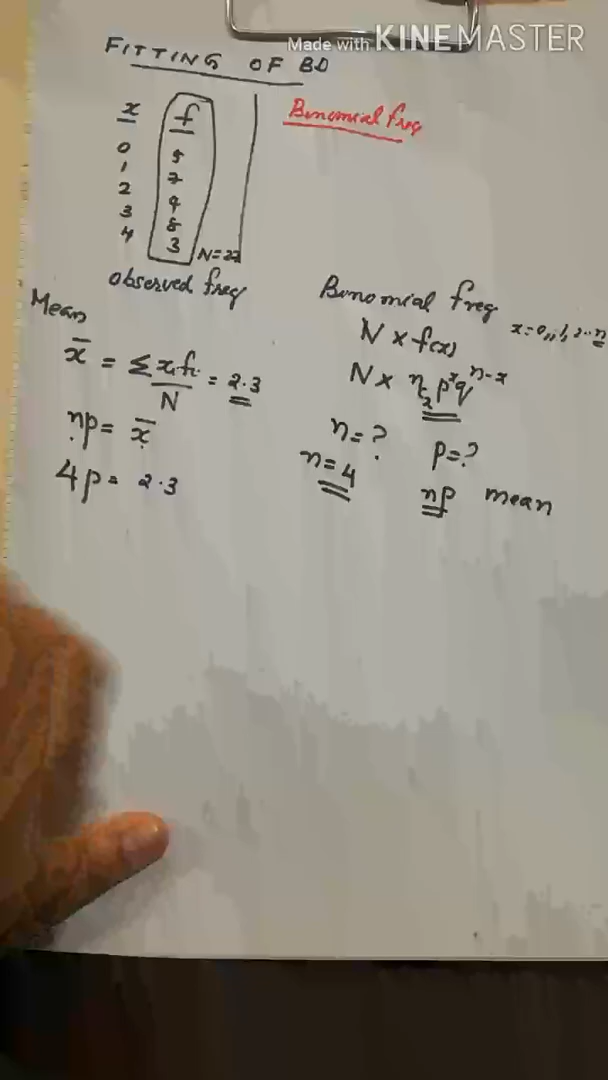 Made with KINEMASTER
FITTING OF BD
x f Binomial freq
0 5
1 7
2 9
3 8
4 3 N=32
observed freq
Binomial freq
x=0,1,2..n
N × f(x)
N × nCx p^x q^n-x
n=? p=?
n=4 np mean
Mean
x̄ = Σxifi / N = 2.3
np = x̄
4p = 2.3